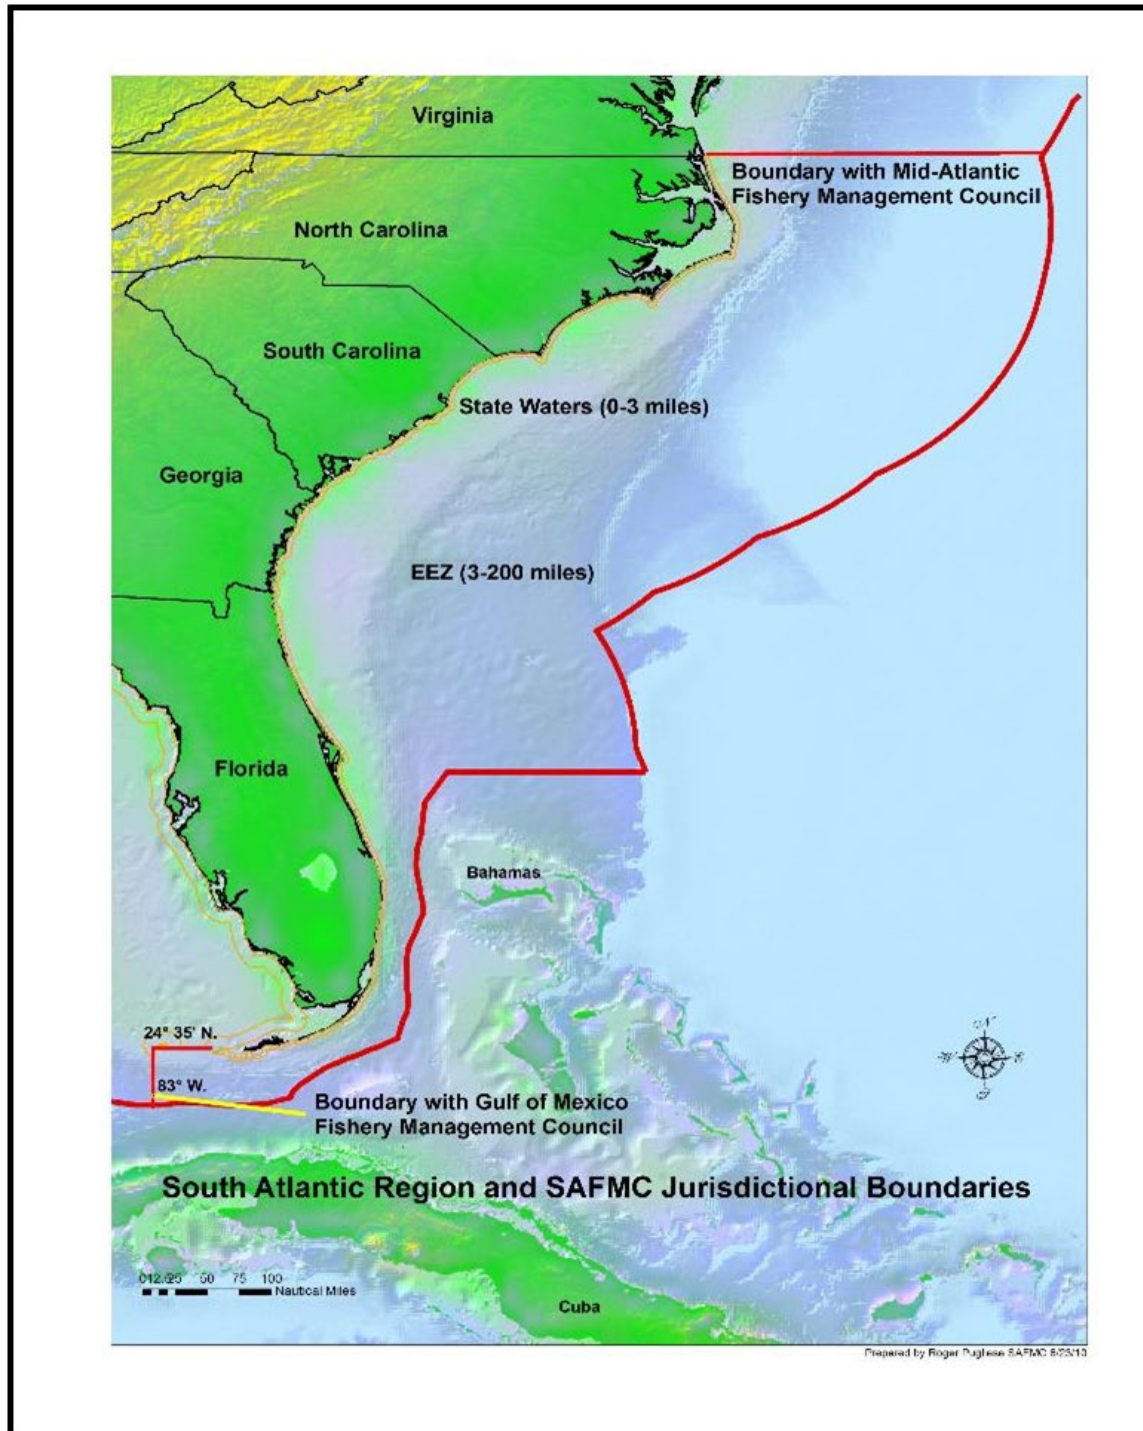 Virginia
Boundary with Mid-Atlantic
Fishery Management Council
North Carolina
South Carolina
State Waters (0-3 miles)
Georgia
EEZ (3-200 miles)
Florida
Bahamas
24° 35' N.
83° W.
Boundary with Gulf of Mexico
Fishery Management Council
South Atlantic Region and SAFMC Jurisdictional Boundaries
50 75 100
Nautical Miles
Cuba
Prepared by Roger Pugliese SAFMC